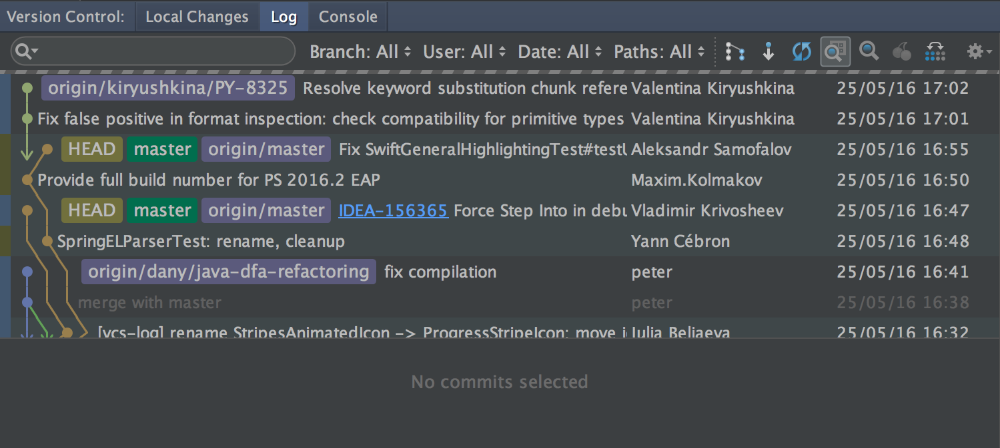 Version Control: Local Changes Log Console
Branch: All User: All Date: All Paths: All
origin/kiryushkina/PY-8325 Resolve keyword substitution chunk refere Valentina Kiryushkina 25/05/16 17:02
Fix false positive in format inspection: check compatibility for primitive types Valentina Kiryushkina 25/05/16 17:01
HEAD master origin/master Fix SwiftGeneralHighlightingTest#testU Aleksandr Samofalov 25/05/16 16:55
Provide full build number for PS 2016.2 EAP Maxim.Kolmakov 25/05/16 16:50
HEAD master origin/master IDEA-156365 Force Step Into in debu Vladimir Krivosheev 25/05/16 16:47
SpringELParserTest: rename, cleanup Yann Cébron 25/05/16 16:48
origin/dany/java-dfa-refactoring fix compilation peter 25/05/16 16:41
merge with master peter 25/05/16 16:38
[vcs-log] rename StripesAnimatedIcon -> ProgressStripeIcon: move i Julia Beliaeva 25/05/16 16:32
No commits selected